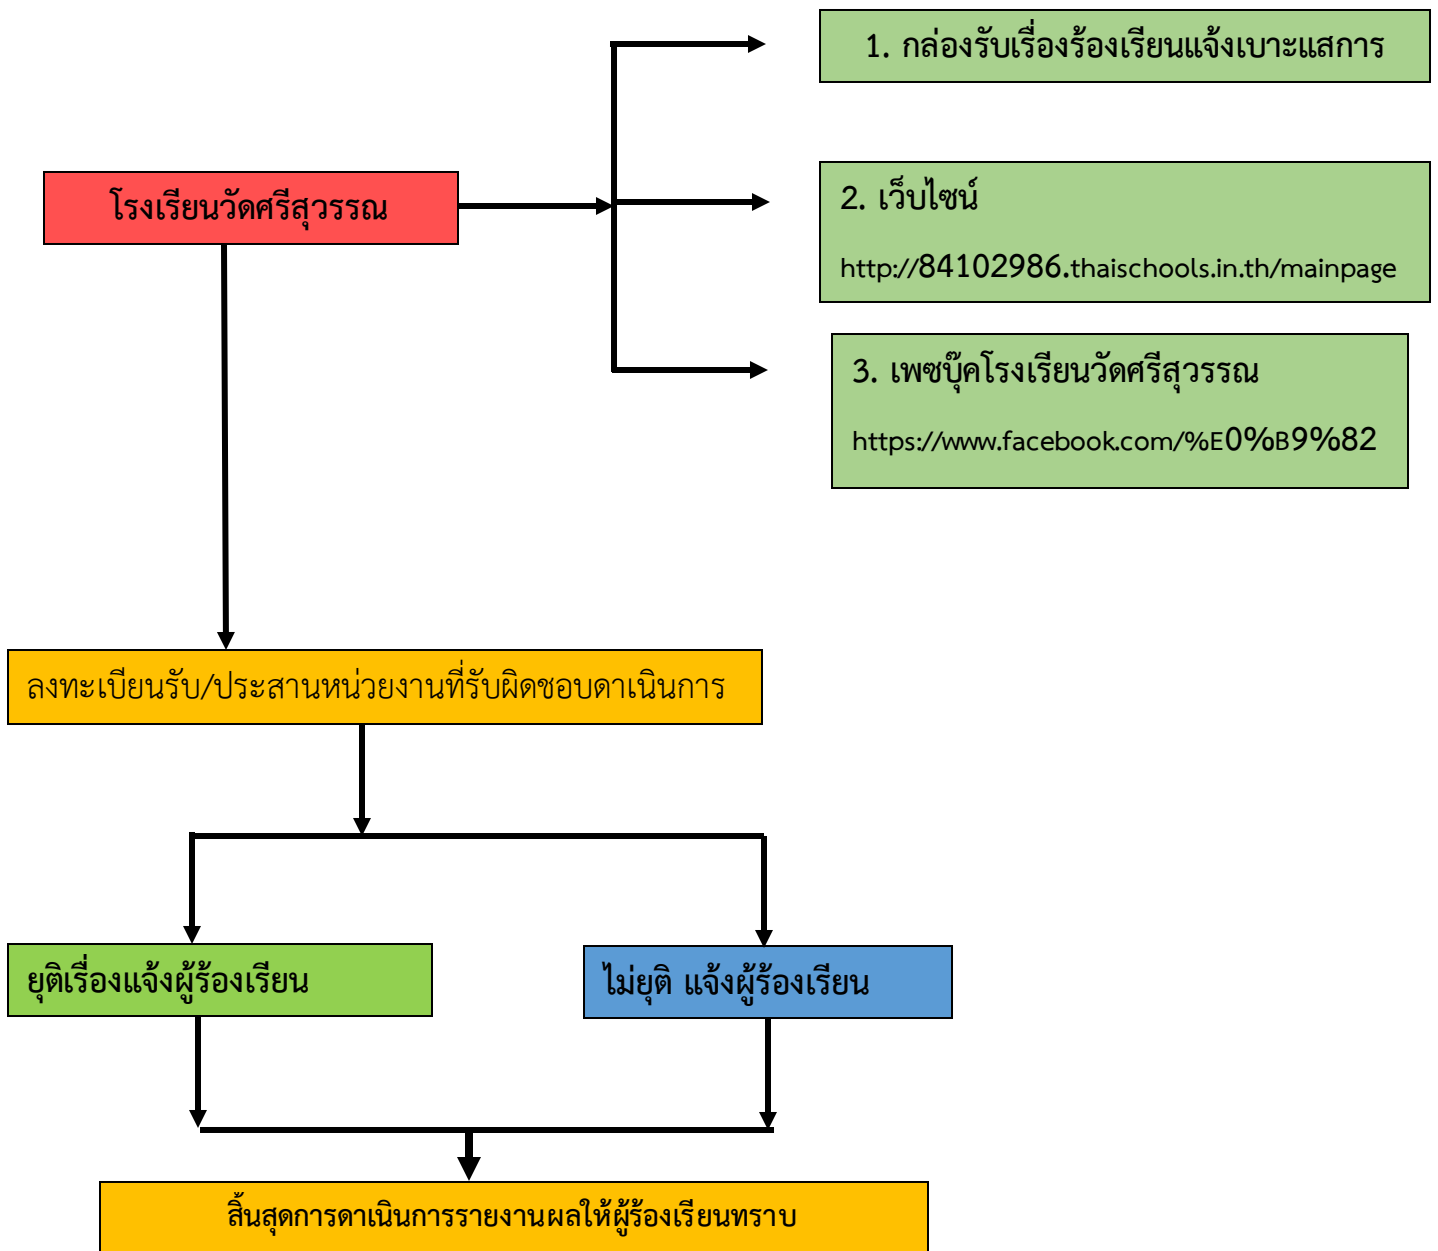 1. กล่องรับเรื่องร้องเรียนแจ้งเบาะแสการ
โรงเรียนวัดศรีสุวรรณ
2. เว็บไซน์
http://84102986.thaischools.in.th/mainpage
3. เพซบุ๊คโรงเรียนวัดศรีสุวรรณ
https://www.facebook.com/%E0%B9%82
ลงทะเบียนรับ/ประสานหน่วยงานที่รับผิดชอบดาเนินการ
ยุติเรื่องแจ้งผู้ร้องเรียน
ไม่ยุติ แจ้งผู้ร้องเรียน
สิ้นสุดการดาเนินการรายงานผลให้ผู้ร้องเรียนทราบ